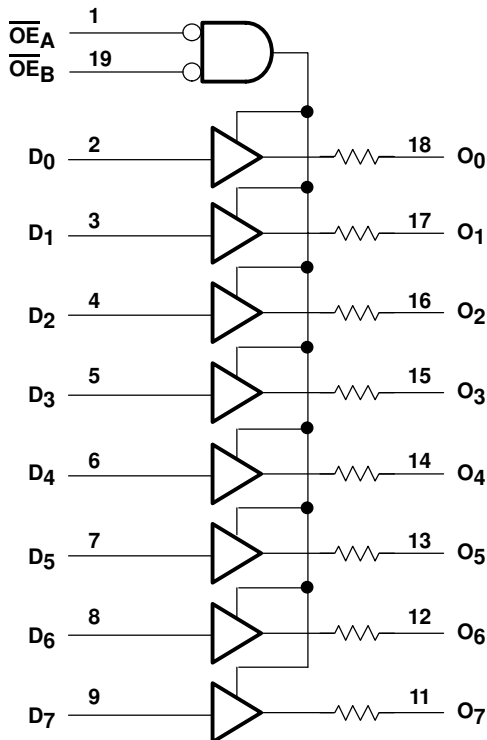 1
OEA
19
OEB
D0 2 18 O0
D1 3 17 O1
D2 4 16 O2
D3 5 15 O3
D4 6 14 O4
D5 7 13 O5
D6 8 12 O6
D7 9 11 O7